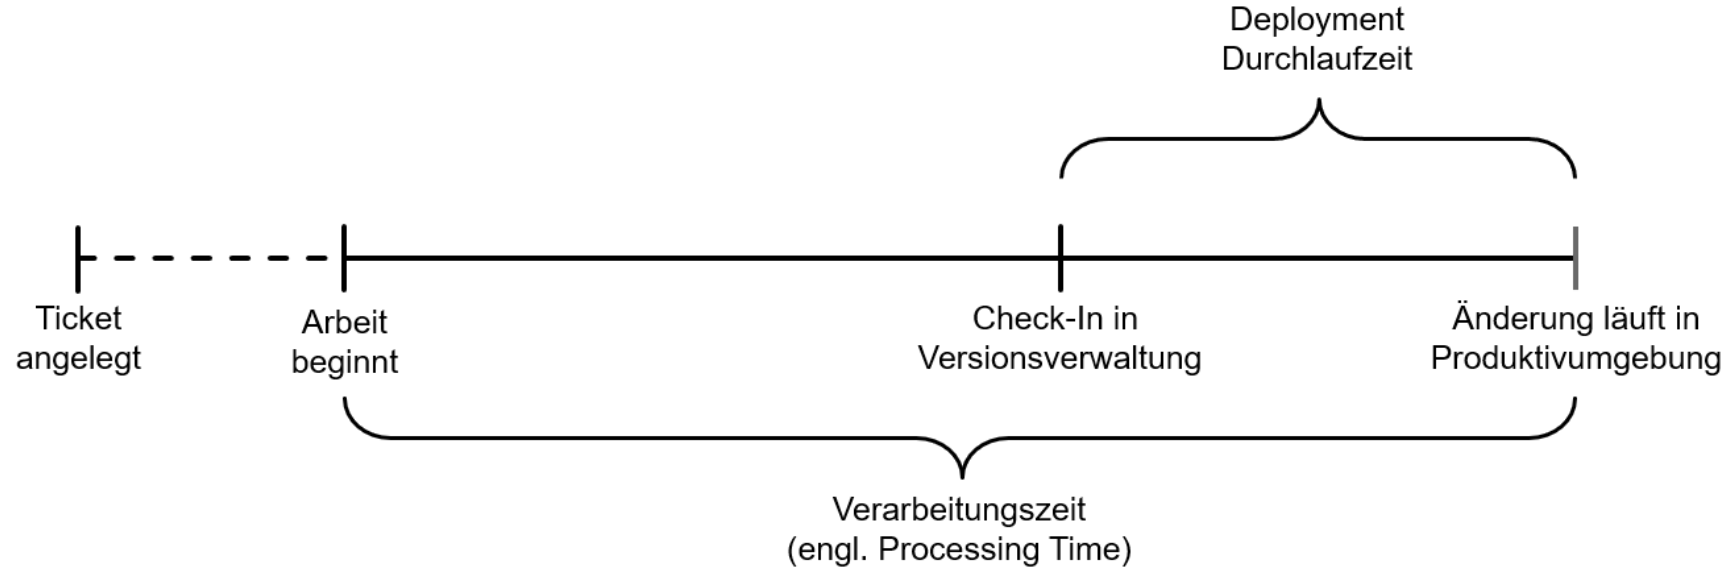 Deployment
Durchlaufzeit
Ticket
angelegt
Arbeit
beginnt
Check-In in
Versionsverwaltung
Änderung läuft in
Produktivumgebung
Verarbeitungszeit
(engl. Processing Time)